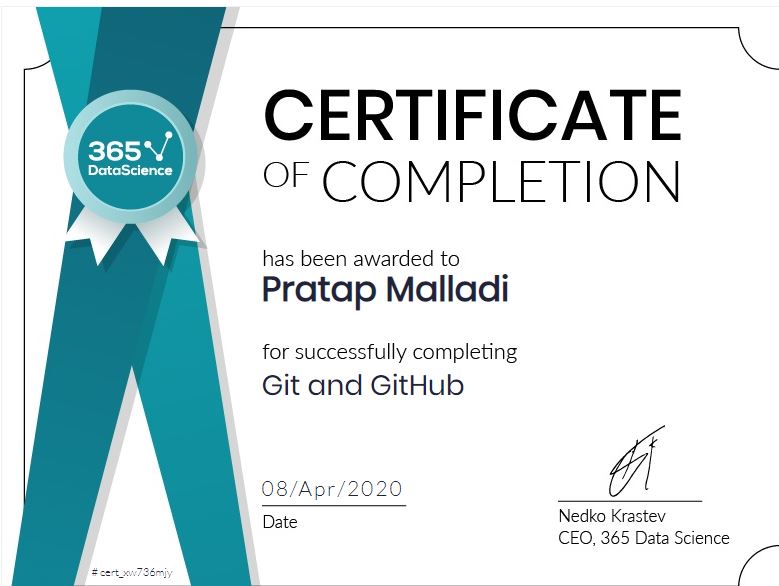 365
DataScience
CERTIFICATE
OF COMPLETION
has been awarded to
Pratap Malladi
for successfully completing
Git and GitHub
08/Apr/2020
Date
Nedko Krastev
CEO, 365 Data Science
# cert_xw736mjy